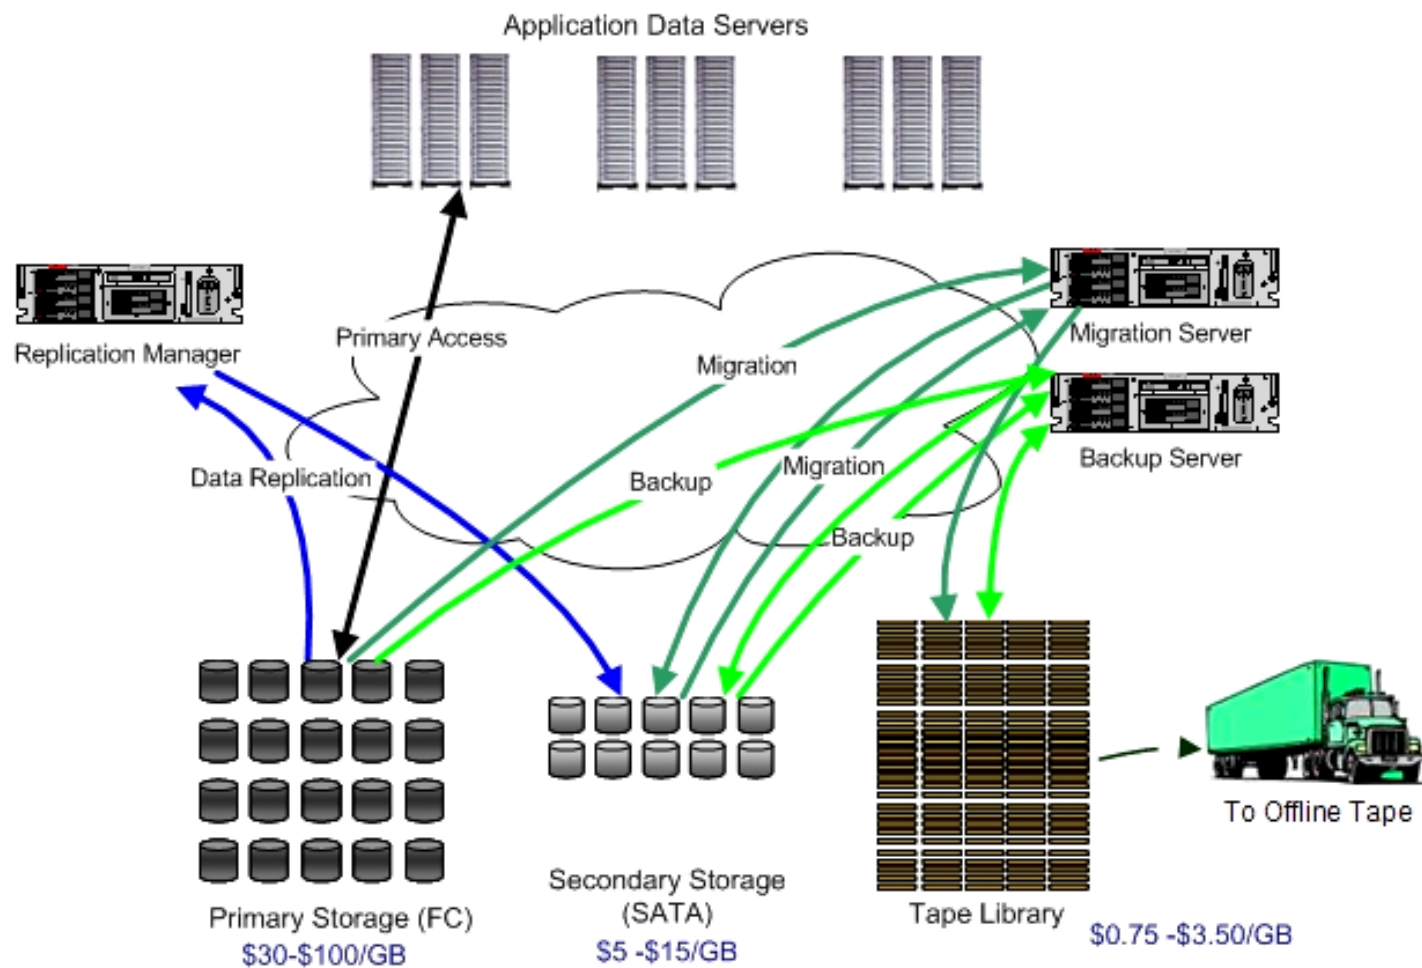 Application Data Servers
Primary Access
Replication Manager
Migration
Migration Server
Data Replication
Backup
Migration
Backup Server
Backup
To Offline Tape
Primary Storage (FC)
$30-$100/GB
Secondary Storage
(SATA)
$5 -$15/GB
Tape Library
$0.75 -$3.50/GB